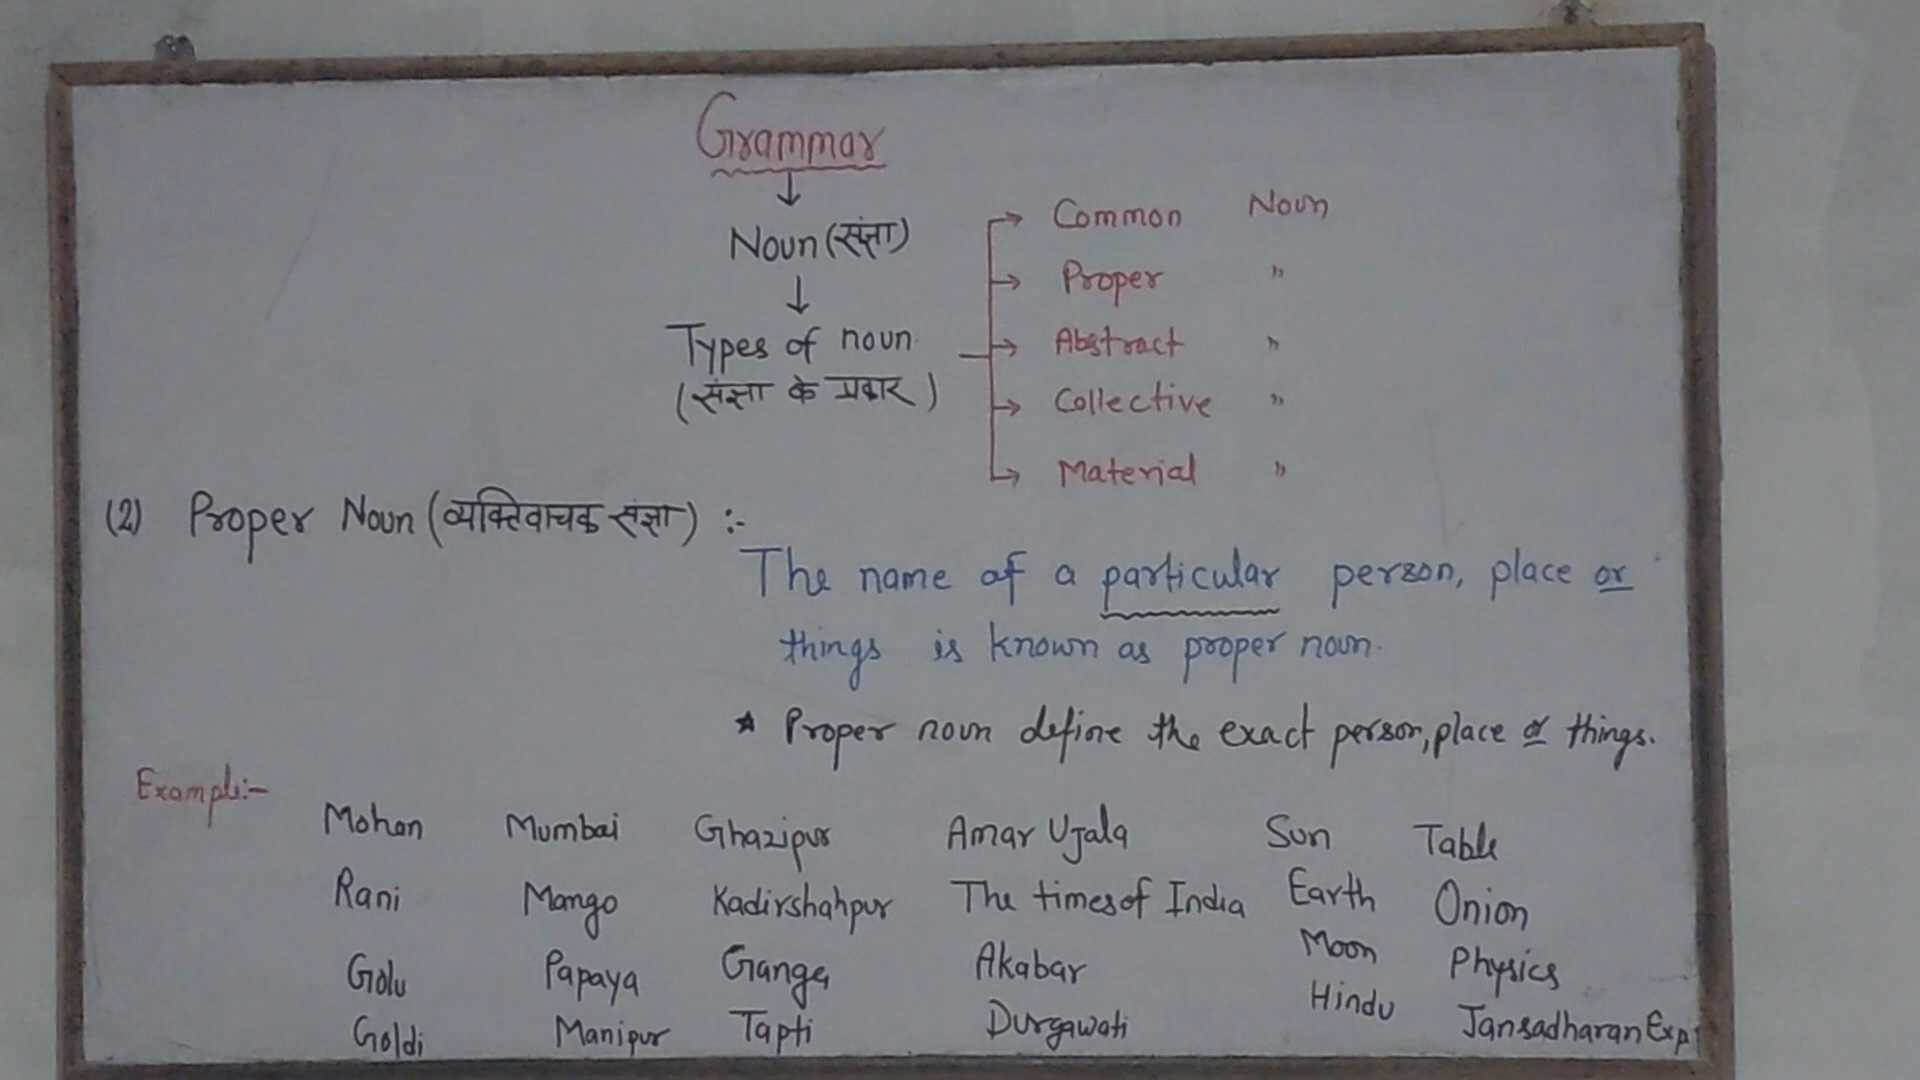 Grammar
Noun (संज्ञा)
Types of noun
(संज्ञा के प्रकार)
Common Noun
Proper "
Abstract "
Collective "
Material "
(2) Proper Noun (व्यक्तिवाचक संज्ञा) :-
The name of a particular person, place or
things is known as proper noun.
* Proper noun define the exact person, place or things.
Example:-
Mohan Mumbai Ghazipur Amar Ujala Sun Table
Rani Mango Kadirshahpur The times of India Earth Onion
Golu Papaya Ganga Akabar Moon Physics
Goldi Manipur Tapti Durgawati Hindu Jansadharan Exp